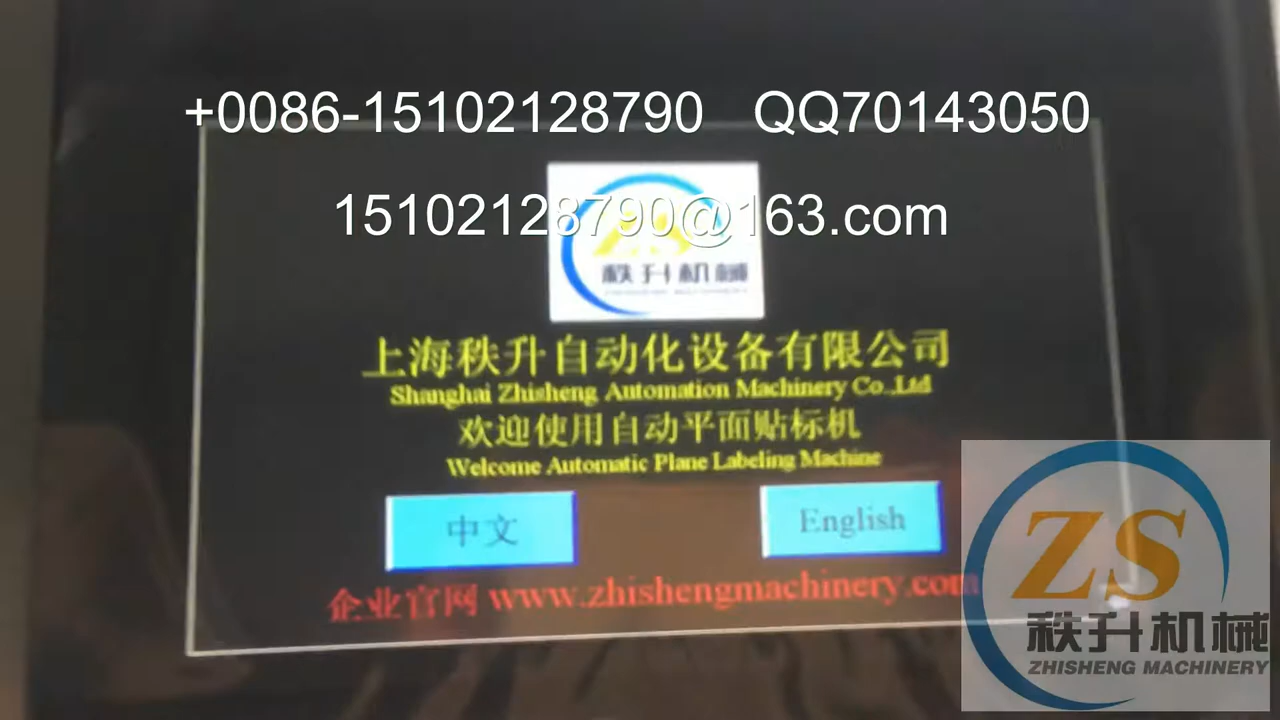 +0086-15102128790 QQ70143050
15102128790@163.com
ZS
秩升机械
上海秩升自动化设备有限公司
Shanghai Zhisheng Automation Machinery Co.,Ltd
欢迎使用自动平面贴标机
Welcome Automatic Plane Labeling Machine
中文
English
企业官网 www.zhishengmachinery.com
ZS
秩升机械
ZHISHENG MACHINERY